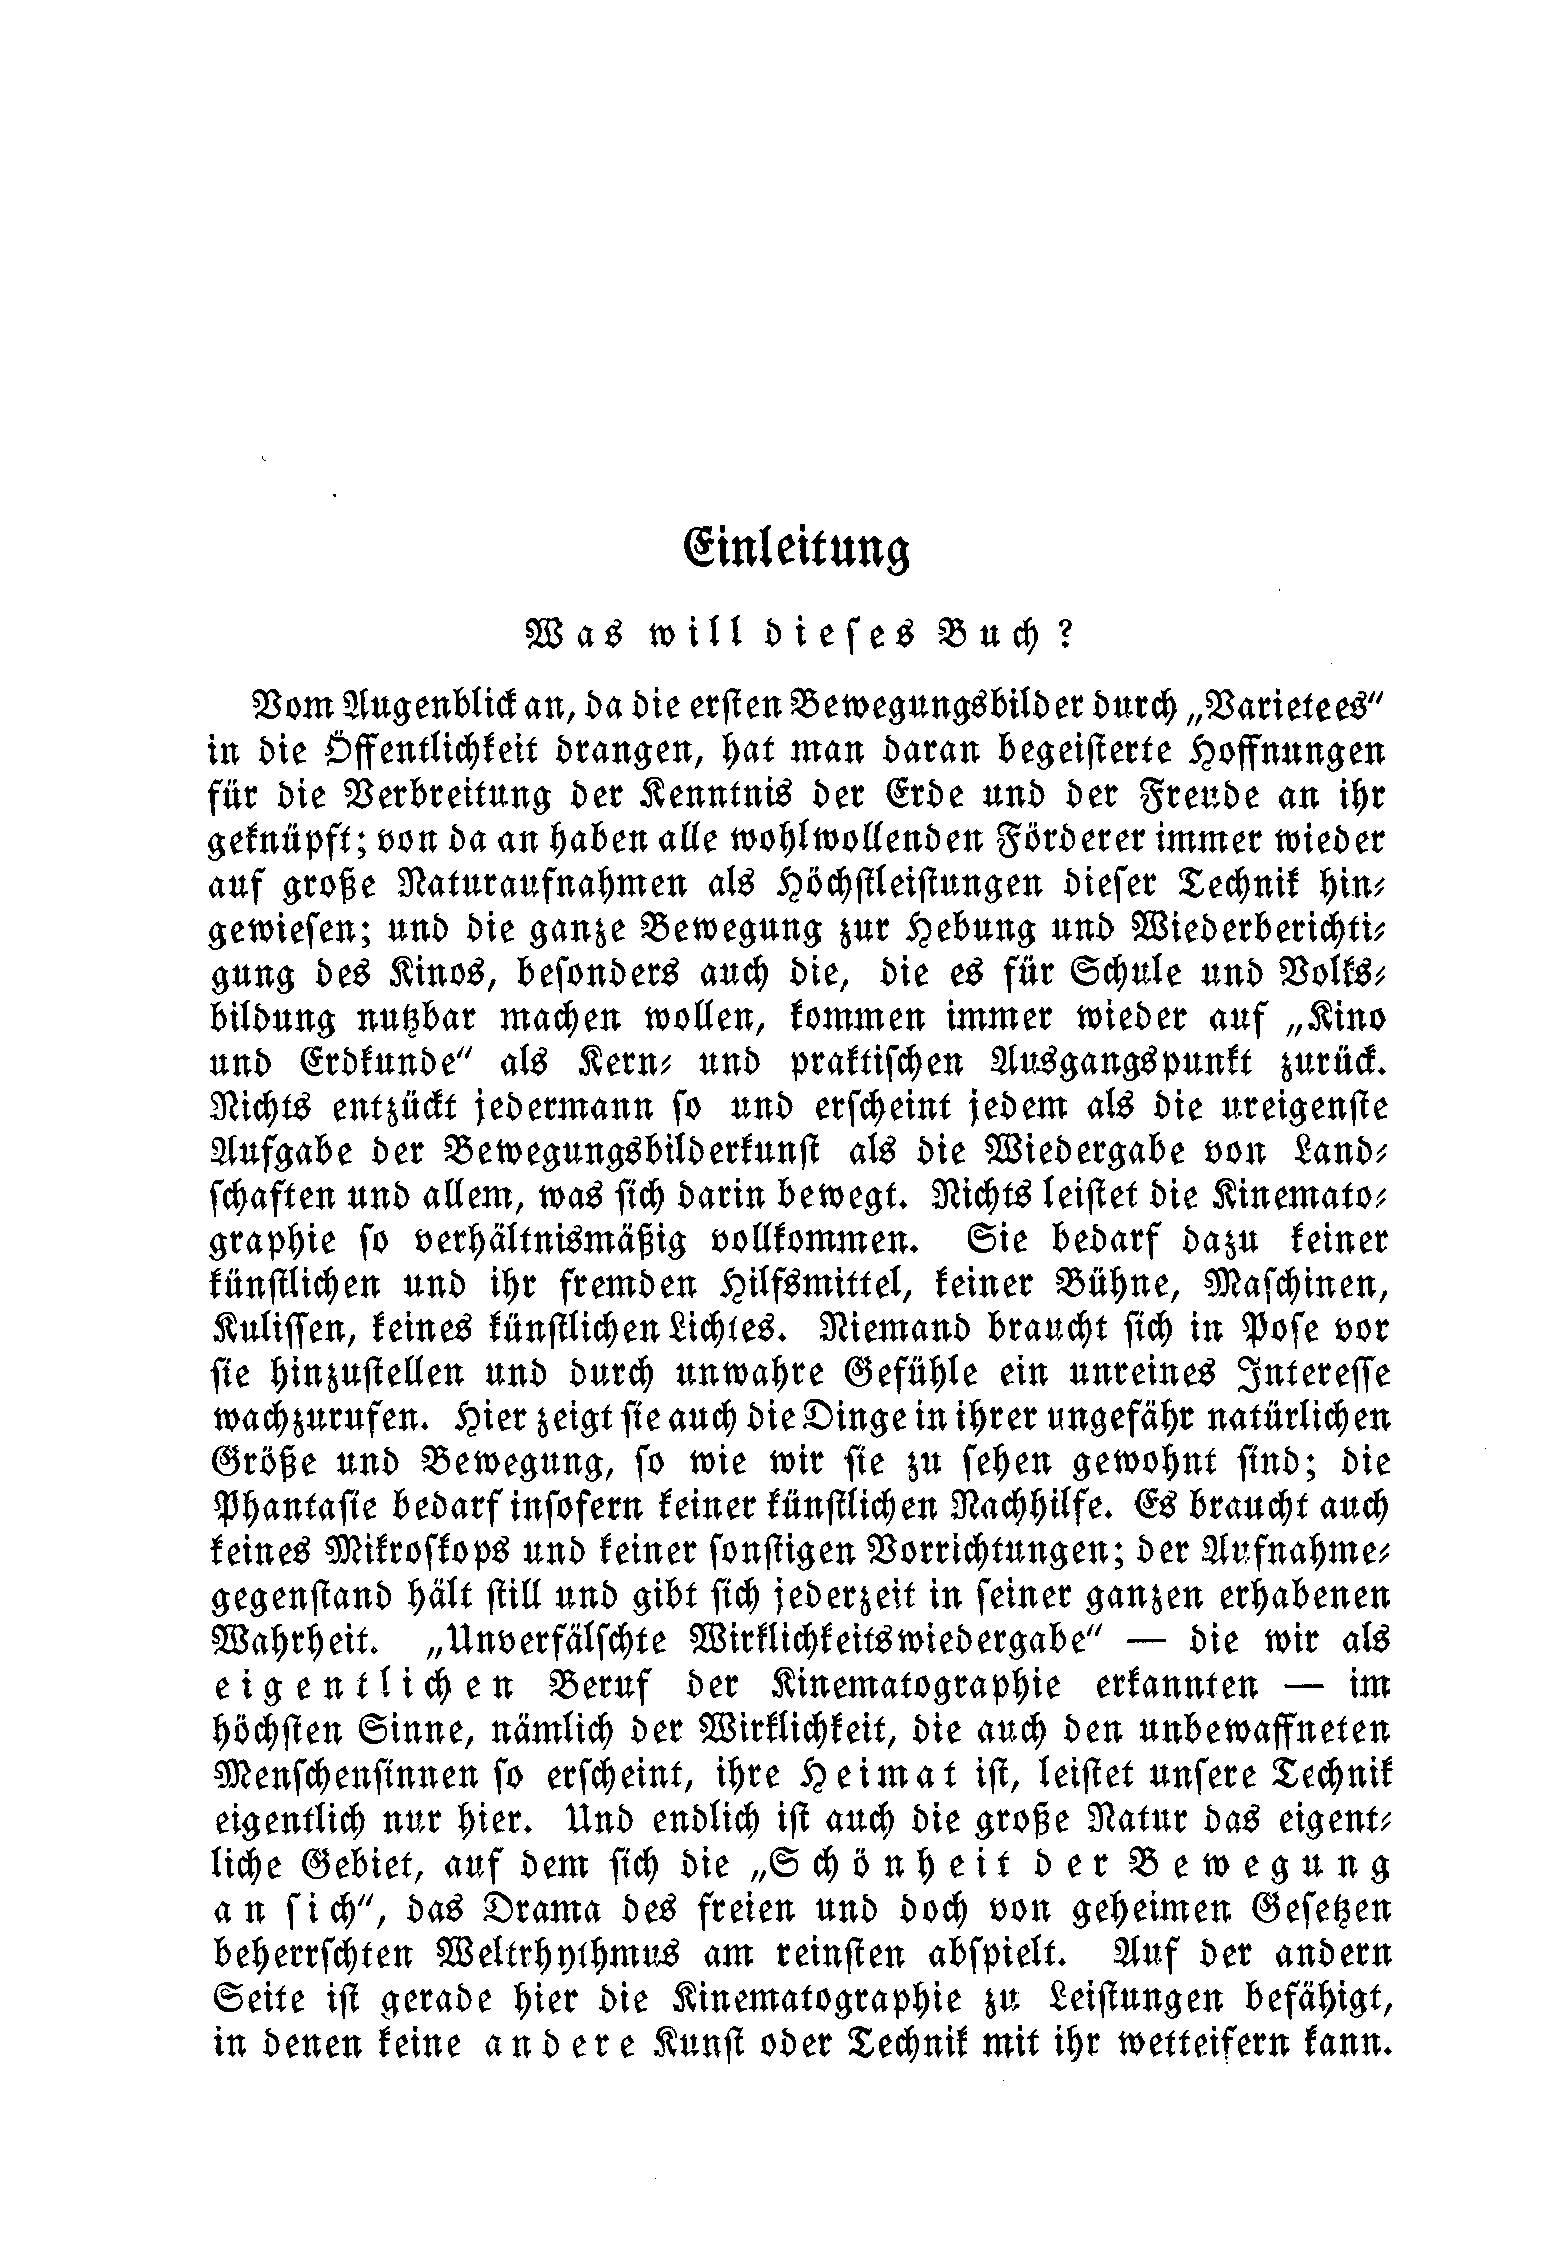 Einleitung
Was will dieses Buch?
Vom Augenblick an, da die ersten Bewegungsbilder durch „Varietees“
in die Öffentlichkeit drangen, hat man daran begeisterte Hoffnungen
für die Verbreitung der Kenntnis der Erde und der Freude an ihr
geknüpft; von da an haben alle wohlwollenden Förderer immer wieder
auf große Naturaufnahmen als Höchstleistungen dieser Technik hin-
gewiesen; und die ganze Bewegung zur Hebung und Wiederberichti-
gung des Kinos, besonders auch die, die es für Schule und Volks-
bildung nutzbar machen wollen, kommen immer wieder auf „Kino
und Erdkunde“ als Kern- und praktischen Ausgangspunkt zurück.
Nichts entzückt jedermann so und erscheint jedem als die ureigenste
Aufgabe der Bewegungsbilderkunst als die Wiedergabe von Land-
schaften und allem, was sich darin bewegt. Nichts leistet die Kinemato-
graphie so verhältnismäßig vollkommen. Sie bedarf dazu keiner
künstlichen und ihr fremden Hilfsmittel, keiner Bühne, Maschinen,
Kulissen, keines künstlichen Lichtes. Niemand braucht sich in Pose vor
sie hinzustellen und durch unwahre Gefühle ein unreines Interesse
wachzurufen. Hier zeigt sie auch die Dinge in ihrer ungefähr natürlichen
Größe und Bewegung, so wie wir sie zu sehen gewohnt sind; die
Phantasie bedarf insofern keiner künstlichen Nachhilfe. Es braucht auch
keines Mikroskops und keiner sonstigen Vorrichtungen; der Aufnahme-
gegenstand hält still und gibt sich jederzeit in seiner ganzen erhabenen
Wahrheit. „Unverfälschte Wirklichkeitswiedergabe“ — die wir als
eigentlichen Beruf der Kinematographie erkannten — im
höchsten Sinne, nämlich der Wirklichkeit, die auch den unbewaffneten
Menschensinnen so erscheint, ihre Heimat ist, leistet unsere Technik
eigentlich nur hier. Und endlich ist auch die große Natur das eigent-
liche Gebiet, auf dem sich die „Schönheit der Bewegung
an sich“, das Drama des freien und doch von geheimen Gesetzen
beherrschten Weltrhythmus am reinsten abspielt. Auf der andern
Seite ist gerade hier die Kinematographie zu Leistungen befähigt,
in denen keine andere Kunst oder Technik mit ihr wetteifern kann.